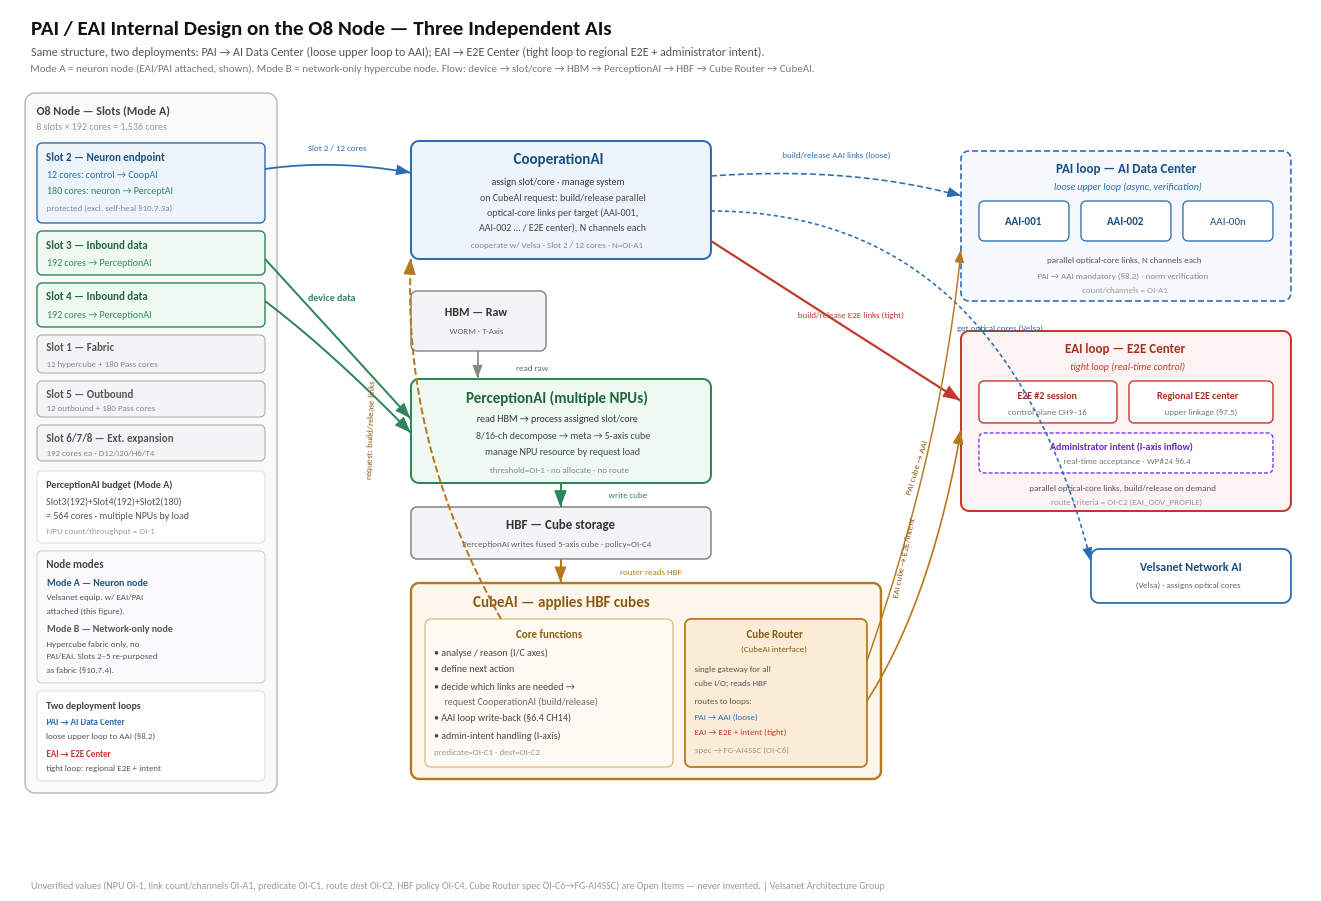 PAI / EAI Internal Design on the O8 Node — Three Independent AIs
Same structure, two deployments: PAI → AI Data Center (loose upper loop to AAI); EAI → E2E Center (tight loop to regional E2E + administrator intent).
Mode A = neuron node (EAI/PAI attached, shown). Mode B = network-only hypercube node. Flow: device → slot/core → HBM → PerceptionAI → HBF → Cube Router → CubeAI.
O8 Node — Slots (Mode A)
8 slots × 192 cores = 1,536 cores
Slot 2 — Neuron endpoint
12 cores: control → CoopAI
180 cores: neuron → PerceptAI
protected (excl. self-heal §10.7.3a)
Slot 3 — Inbound data
192 cores → PerceptionAI
Slot 4 — Inbound data
192 cores → PerceptionAI
Slot 1 — Fabric
12 hypercube + 180 Pass cores
Slot 5 — Outbound
12 outbound + 180 Pass cores
Slot 6/7/8 — Ext. expansion
192 cores ea · D12/I20/H6/T4
PerceptionAI budget (Mode A)
Slot3(192)+Slot4(192)+Slot2(180)
= 564 cores · multiple NPUs by load
NPU count/throughput = OI-1
Node modes
Mode A — Neuron node
Velsanet equip. w/ EAI/PAI
attached (this figure).
Mode B — Network-only node
Hypercube fabric only, no
PAI/EAI. Slots 2–5 re-purposed
as fabric (§10.7.4).
Two deployment loops
PAI → AI Data Center
loose upper loop to AAI (§8.2)
EAI → E2E Center
tight loop: regional E2E + intent
Slot 2 / 12 cores
device data
request: build/release links
CooperationAI
assign slot/core · manage system
on CubeAI request: build/release parallel
optical-core links per target (AAI-001,
AAI-002 ... / E2E center), N channels each
cooperate w/ Velsa · Slot 2 / 12 cores · N=OI-A1
HBM — Raw
WORM · T-Axis
read raw
PerceptionAI (multiple NPUs)
read HBM → process assigned slot/core
8/16-ch decompose → meta → 5-axis cube
manage NPU resource by request load
threshold=OI-1 · no allocate · no route
write cube
HBF — Cube storage
PerceptionAI writes fused 5-axis cube · policy=OI-C4
router reads HBF
CubeAI — applies HBF cubes
Core functions
• analyse / reason (I/C axes)
• define next action
• decide which links are needed →
request CooperationAI (build/release)
• AAI loop write-back (§6.4 CH14)
• admin-intent handling (I-axis)
predicate=OI-C1 · dest=OI-C2
Cube Router
(CubeAI interface)
single gateway for all
cube I/O; reads HBF
routes to loops:
PAI → AAI (loose)
EAI → E2E + intent (tight)
spec → FG-AI4SSC (OI-C6)
build/release AAI links (loose)
build/release E2E links (tight)
get optical cores (Velsa)
PAI cube → AAI
EAI cube → E2E/intent
PAI loop — AI Data Center
loose upper loop (async, verification)
AAI-001
AAI-002
AAI-00n
parallel optical-core links, N channels each
PAI → AAI mandatory (§8.2) · norm verification
count/channels = OI-A1
EAI loop — E2E Center
tight loop (real-time control)
E2E #2 session
control plane CH9–16
Regional E2E center
upper linkage (§7.5)
Administrator intent (I-axis inflow)
real-time acceptance · WP#24 §6.4
parallel optical-core links, build/release on demand
route criteria = OI-C2 (EAI_GOV_PROFILE)
Velsanet Network AI
(Velsa) · assigns optical cores
Unverified values (NPU OI-1, link count/channels OI-A1, predicate OI-C1, route dest OI-C2, HBF policy OI-C4, Cube Router spec OI-C6→FG-AI4SSC) are Open Items — never invented. | Velsanet Architecture Group